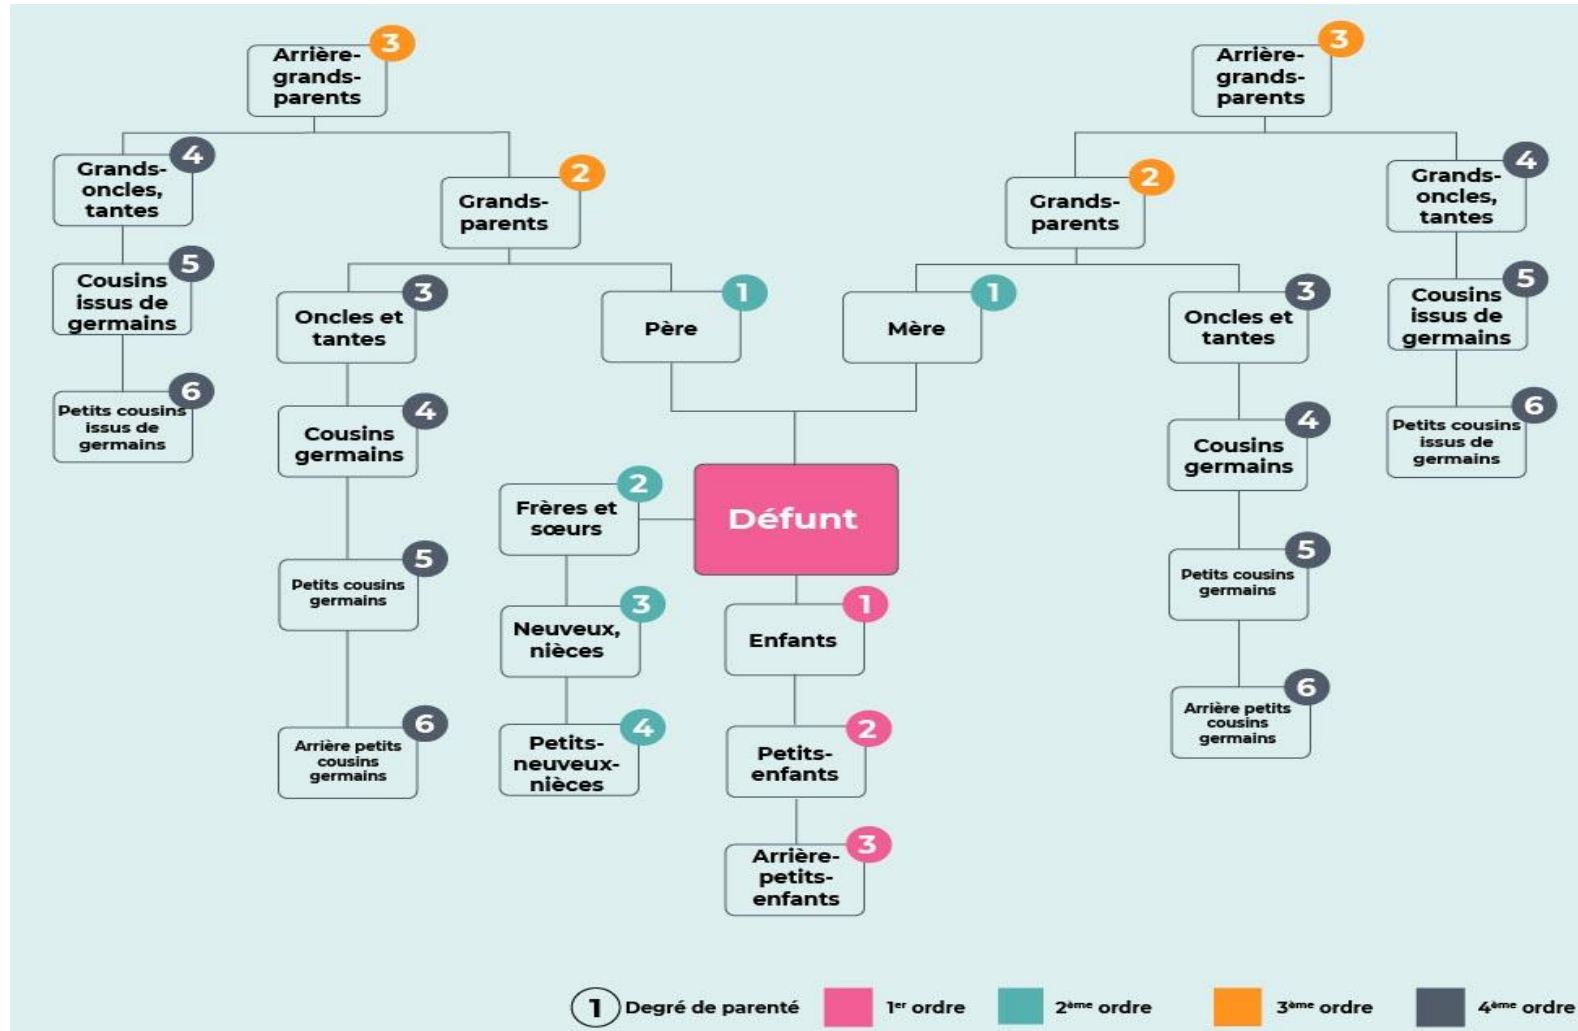 3
Arrière-
grands-
parents
3
Arrière-
grands-
parents
4
Grands-
oncles,
tantes
2
Grands-
parents
2
Grands-
parents
4
Grands-
oncles,
tantes
5
Cousins
issus de
germains
3
Oncles et
tantes
1
Père
1
Mère
3
Oncles et
tantes
5
Cousins
issus de
germains
6
Petits cousins
issus de
germains
4
Cousins
germains
4
Cousins
germains
6
Petits cousins
issus de
germains
2
Frères et
sœurs
Défunt
5
Petits cousins
germains
3
Neuveux,
nièces
1
Enfants
5
Petits cousins
germains
6
Arrière petits
cousins
germains
4
Petits-
neuveux-
nièces
2
Petits-
enfants
6
Arrière petits
cousins
germains
3
Arrière-
petits-
enfants
1 Degré de parenté 1er ordre 2ème ordre 3ème ordre 4ème ordre